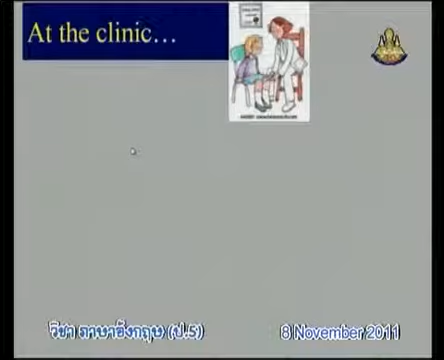 At the clinic...
วิชา ภาษาอังกฤษ (ป.5)
8 November 2011